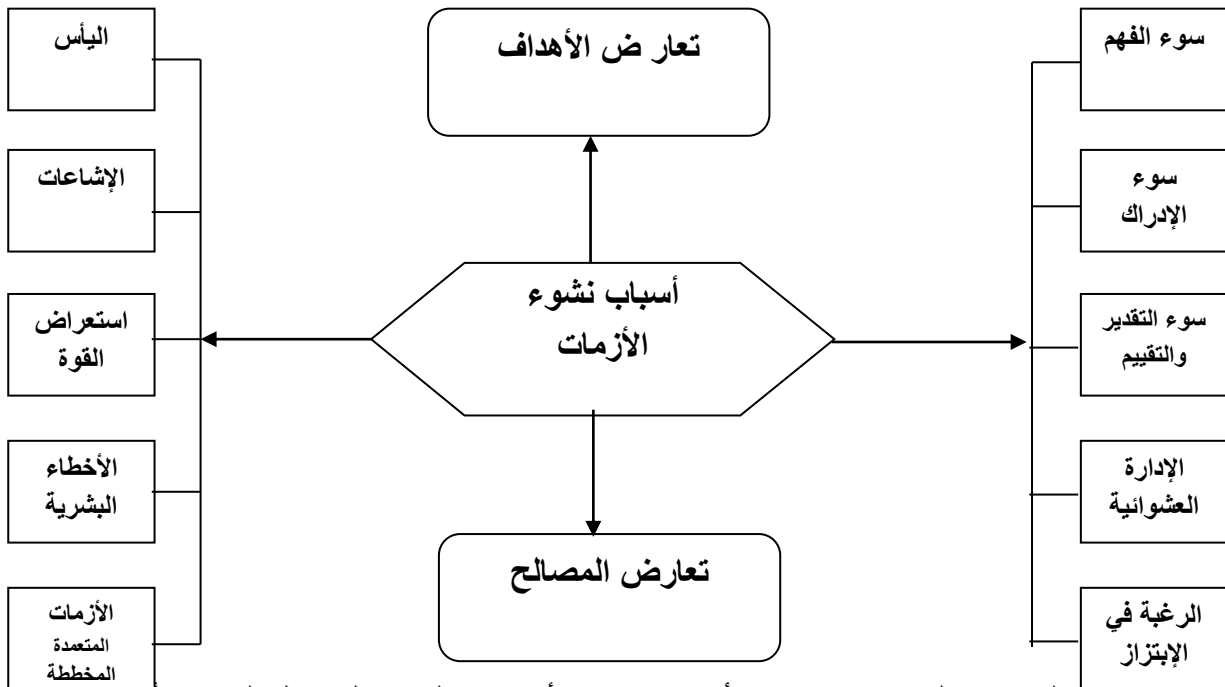 سوء الفهم
سوء
الإدراك
سوء التقدير
والتقييم
الإدارة
العشوائية
الرغبة في
الإبتزاز
تعار ض الأهداف
أسباب نشوء
الأزمات
تعارض المصالح
اليأس
الإشاعات
استعراض
القوة
الأخطاء
البشرية
الأزمات
المتعمدة
المخططة